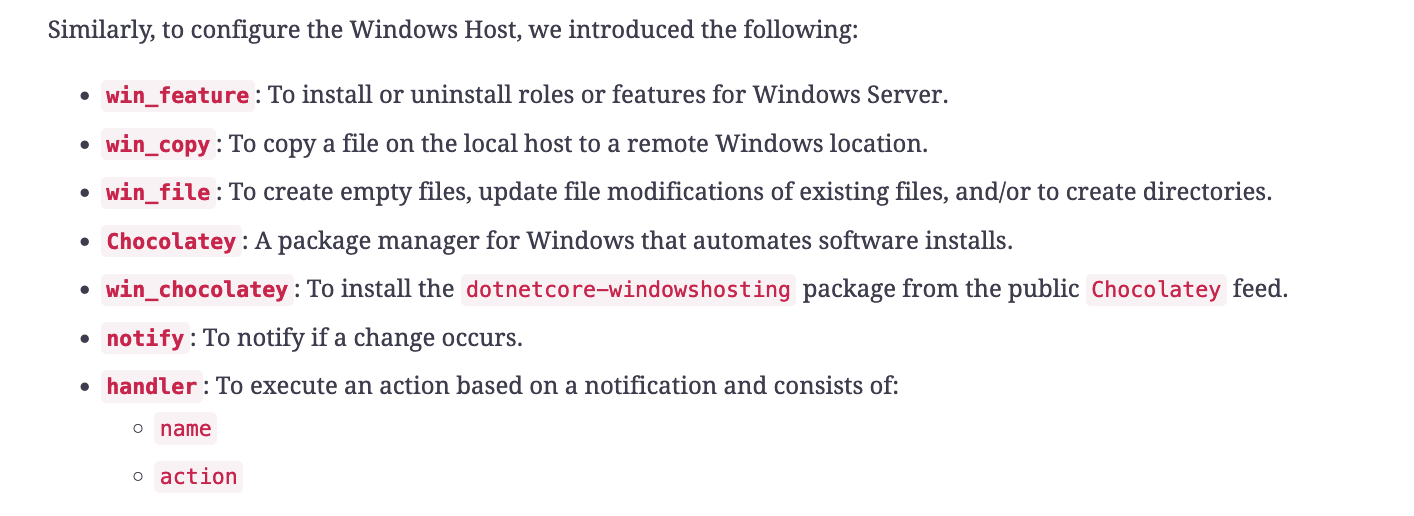 Similarly, to configure the Windows Host, we introduced the following:
• win_feature: To install or uninstall roles or features for Windows Server.
• win_copy: To copy a file on the local host to a remote Windows location.
• win_file: To create empty files, update file modifications of existing files, and/or to create directories.
• Chocolatey: A package manager for Windows that automates software installs.
• win_chocolatey: To install the dotnetcore-windowshosting package from the public Chocolatey feed.
• notify: To notify if a change occurs.
• handler: To execute an action based on a notification and consists of:
◦ name
◦ action